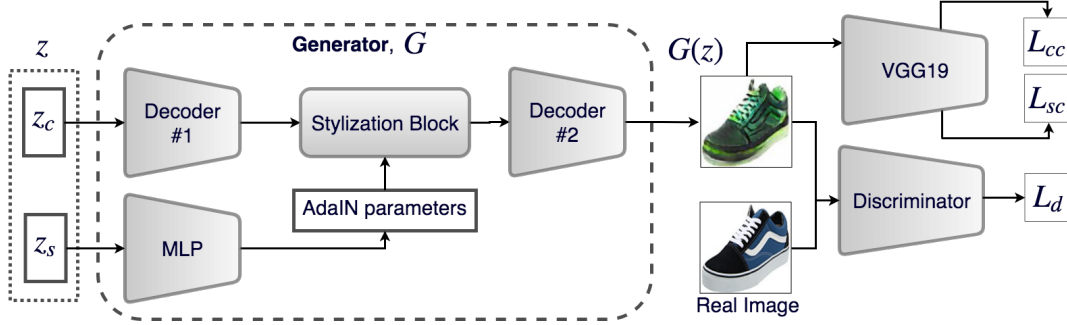 z
Generator, G
z_c
Decoder
#1
Stylization Block
Decoder
#2
G(z)
VGG19
L_cc
L_sc
AdaIN parameters
z_s
MLP
Discriminator
L_d
Real Image